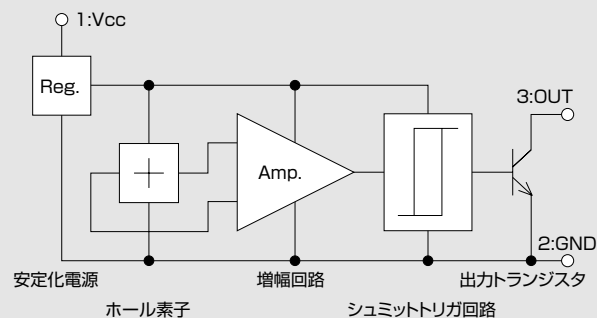 1:Vcc
Reg.
3:OUT
Amp.
2:GND
安定化電源
増幅回路
出力トランジスタ
ホール素子
シュミットトリガ回路